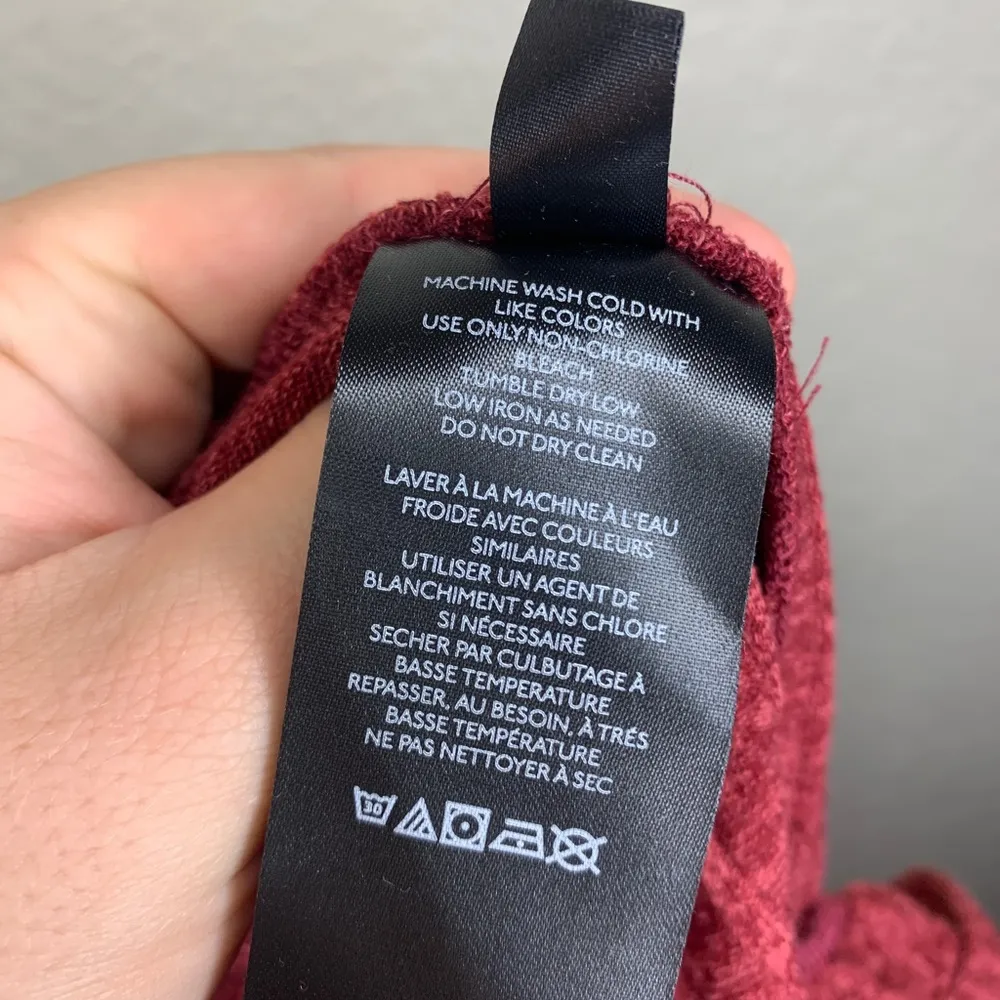 MACHINE WASH COLD WITH
LIKE COLORS
USE ONLY NON-CHLORINE
BLEACH
TUMBLE DRY LOW
LOW IRON AS NEEDED
DO NOT DRY CLEAN
LAVER À LA MACHINE À L'EAU
FROIDE AVEC COULEURS
SIMILAIRES
UTILISER UN AGENT DE
BLANCHIMENT SANS CHLORE
SI NÉCESSAIRE
SECHER PAR CULBUTAGE À
BASSE TEMPERATURE
REPASSER, AU BESOIN, À TRÉS
BASSE TEMPÉRATURE
NE PAS NETTOYER À SEC
30